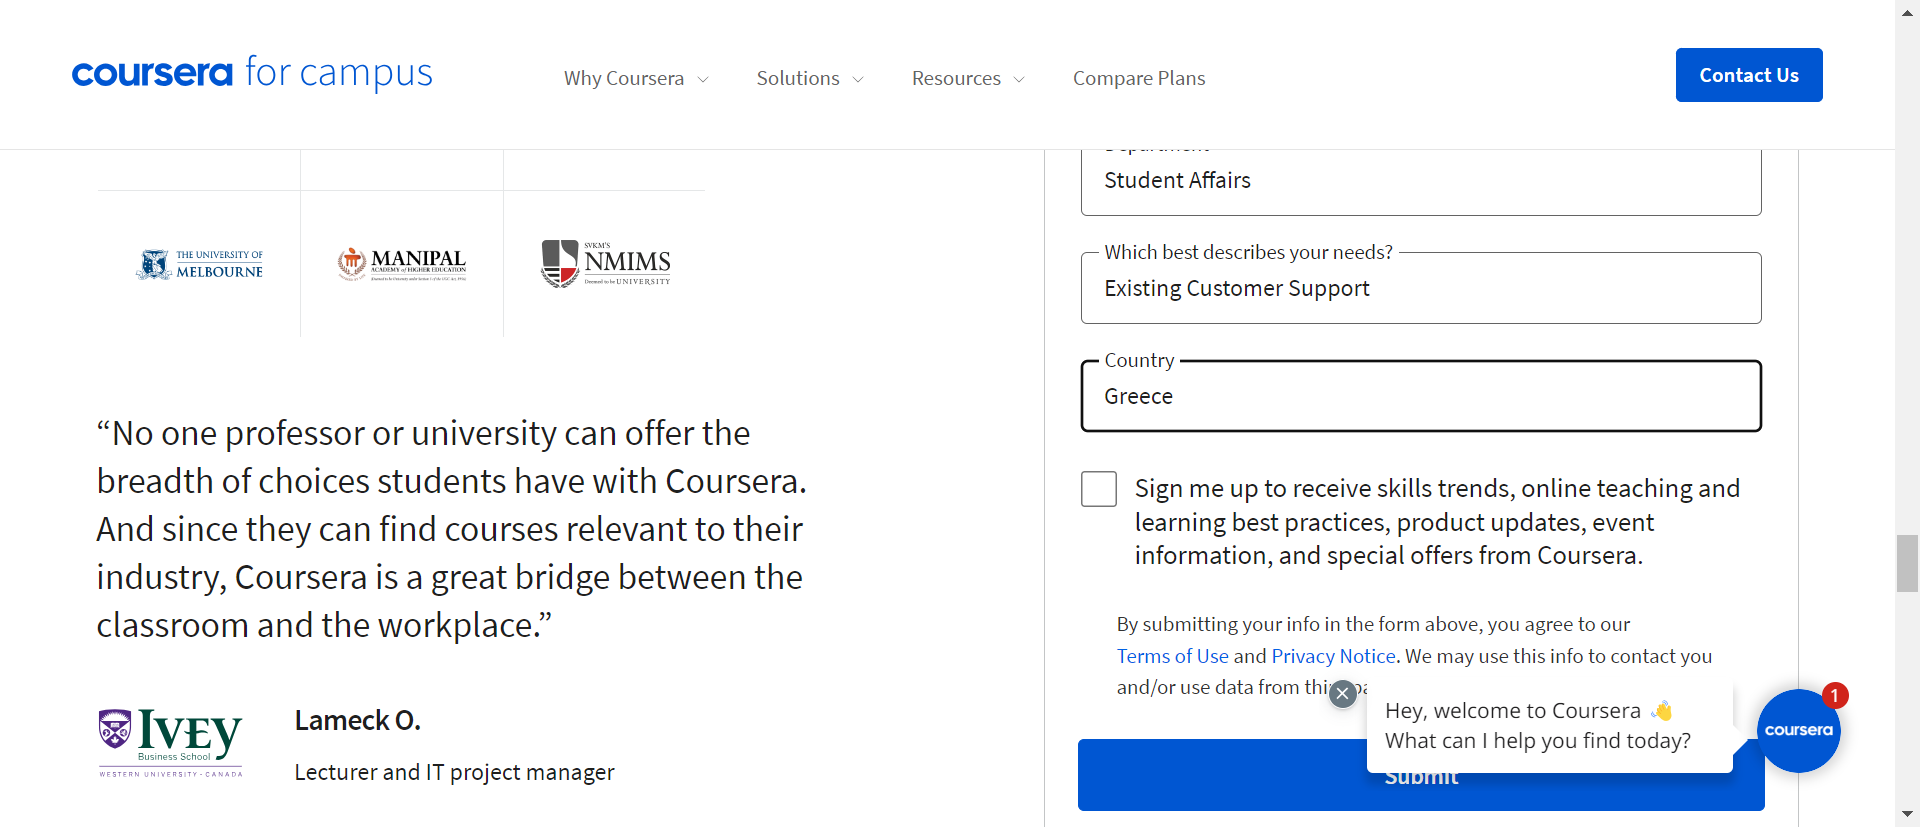 coursera for campus
Why Coursera
Solutions
Resources
Compare Plans
Contact Us
THE UNIVERSITY OF
MELBOURNE
MANIPAL
ACADEMY of HIGHER EDUCATION
SVKM'S
NMIMS
Deemed to be UNIVERSITY
“No one professor or university can offer the
breadth of choices students have with Coursera.
And since they can find courses relevant to their
industry, Coursera is a great bridge between the
classroom and the workplace.”
IVEY
Business School
WESTERN UNIVERSITY · CANADA
Lameck O.
Lecturer and IT project manager
Department
Student Affairs
Which best describes your needs?
Existing Customer Support
Country
Greece
Sign me up to receive skills trends, online teaching and
learning best practices, product updates, event
information, and special offers from Coursera.
By submitting your info in the form above, you agree to our
Terms of Use and Privacy Notice. We may use this info to contact you
and/or use data from
Hey, welcome to Coursera 👋
What can I help you find today?
1
coursera
Submit